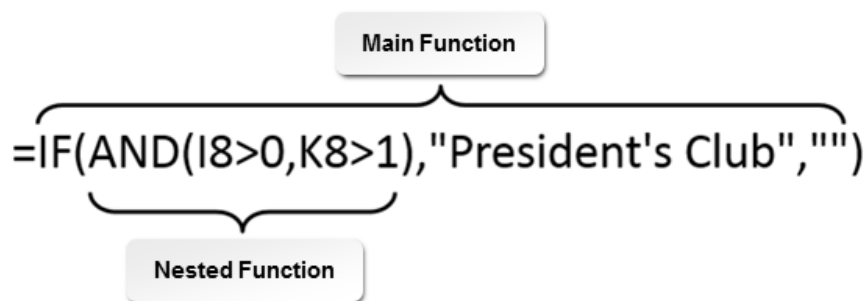 Main Function
=IF(AND(I8>0,K8>1),"President's Club","")
Nested Function